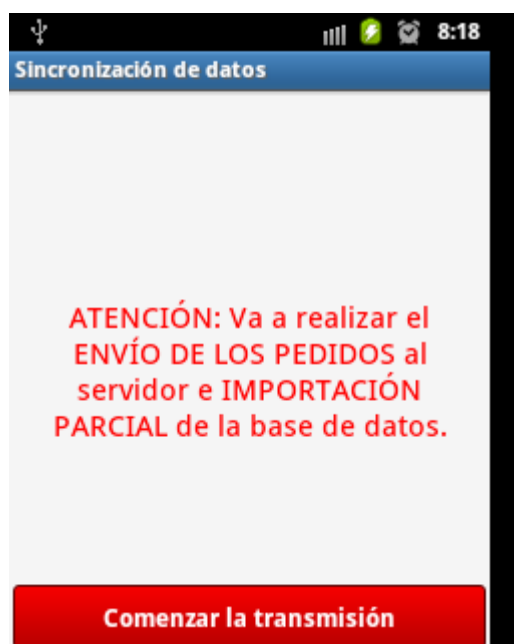 8:18
Sincronización de datos
ATENCIÓN: Va a realizar el
ENVÍO DE LOS PEDIDOS al
servidor e IMPORTACIÓN
PARCIAL de la base de datos.
Comenzar la transmisión